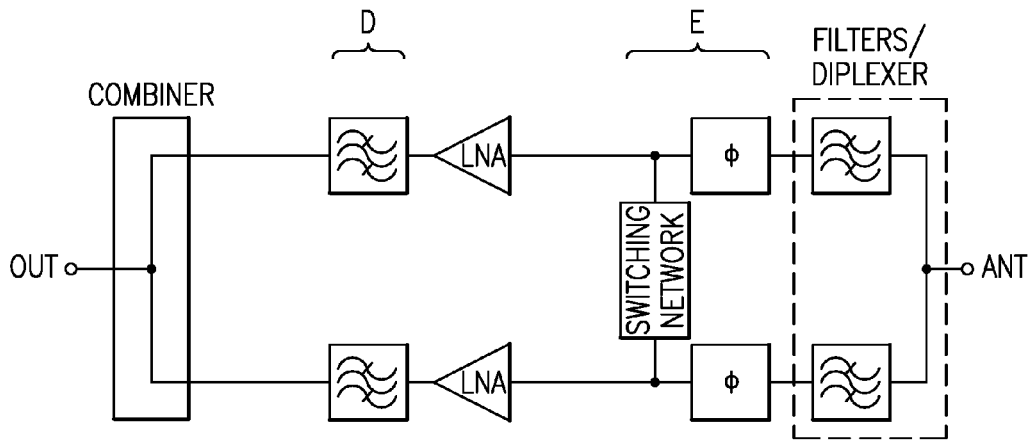 D
E
FILTERS/
DIPLEXER
COMBINER
LNA
ϕ
SWITCHING
NETWORK
OUT
ANT
LNA
ϕ